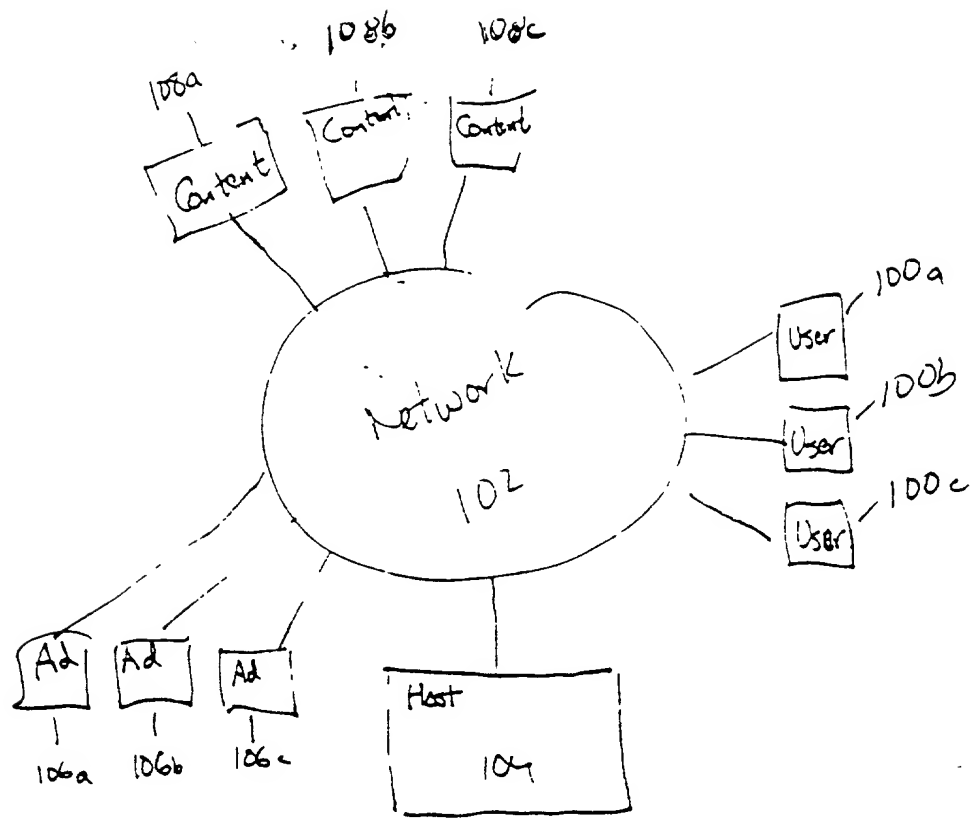 108a
108b
108c
Content
Content
Content
100a
User
100b
User
100c
User
Network
102
Ad
Ad
Ad
106a
106b
106c
Host
104